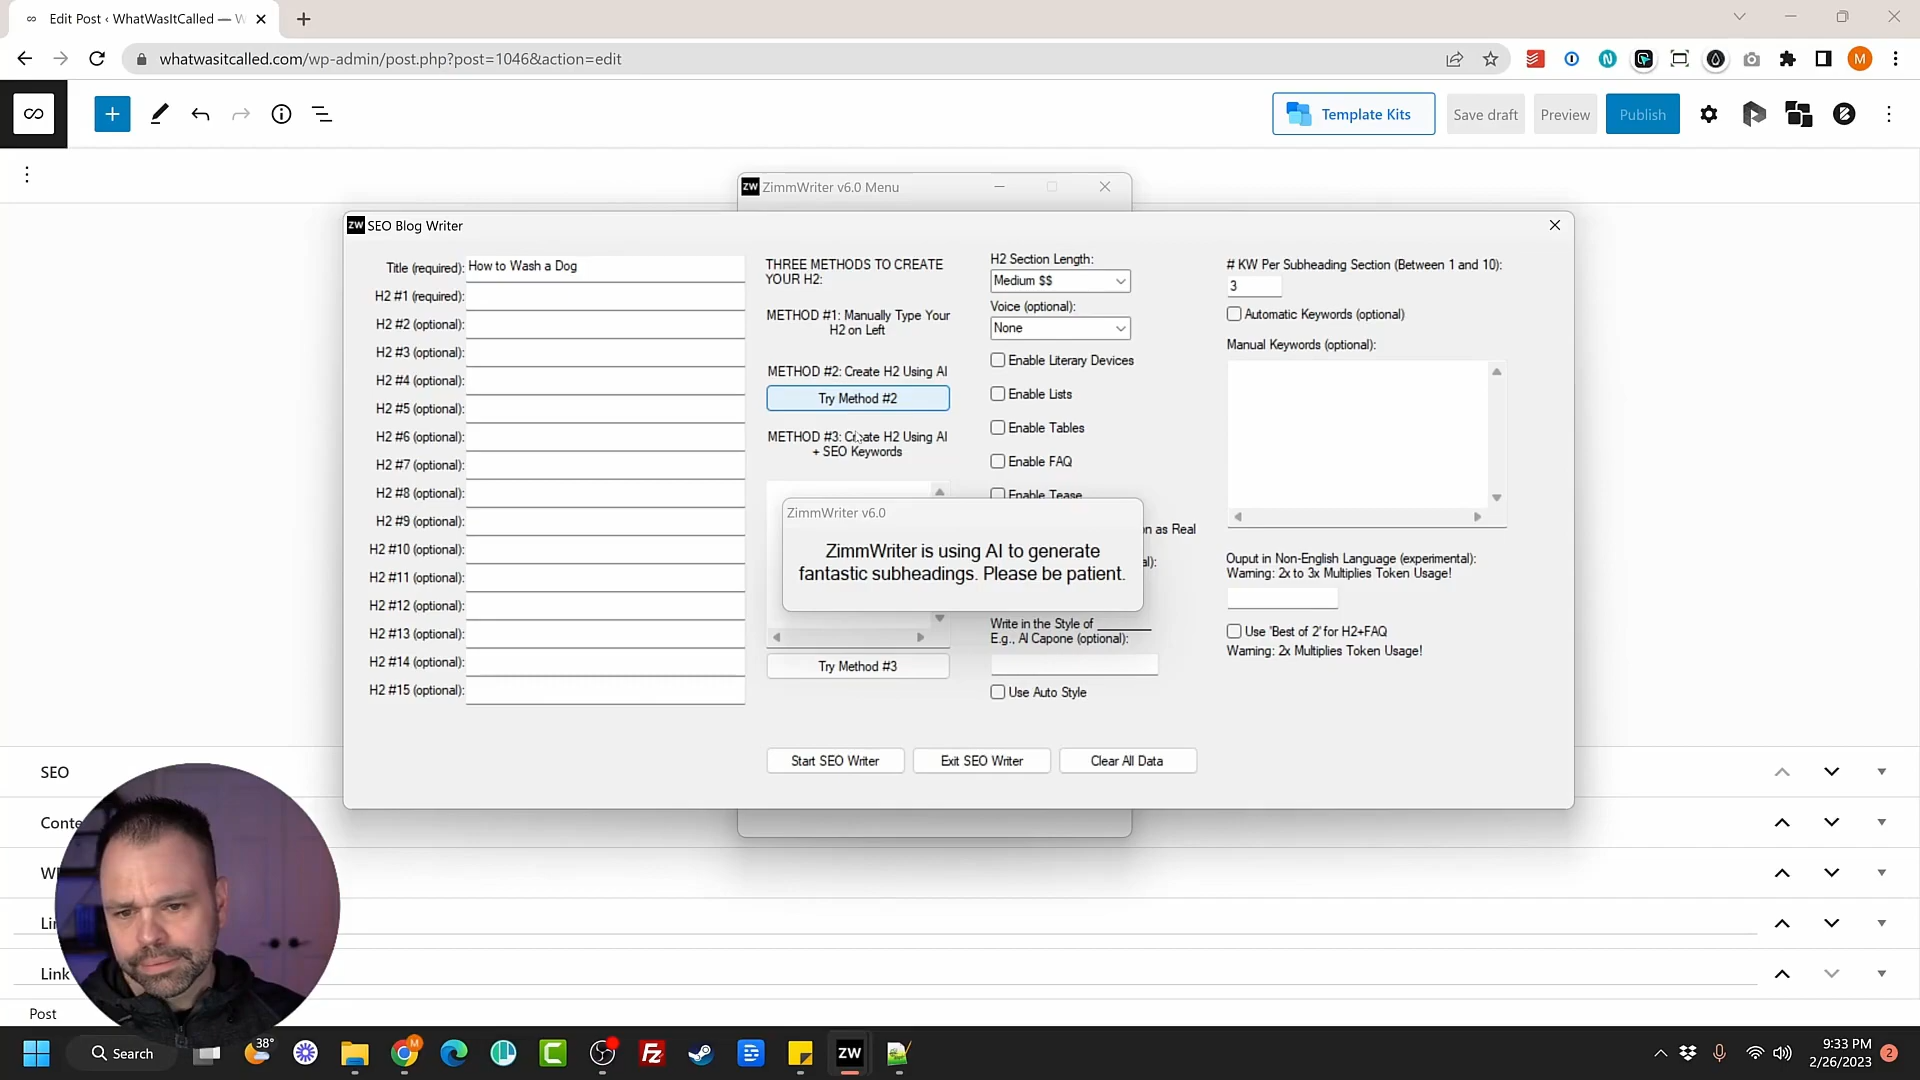 Edit Post ‹ WhatWasItCalled — W
whatwasitcalled.com/wp-admin/post.php?post=1046&action=edit
M
Template Kits
Save draft
Preview
Publish
ZW ZimmWriter v6.0 Menu
ZW SEO Blog Writer
Title (required): How to Wash a Dog
H2 #1 (required):
H2 #2 (optional):
H2 #3 (optional):
H2 #4 (optional):
H2 #5 (optional):
H2 #6 (optional):
H2 #7 (optional):
H2 #8 (optional):
H2 #9 (optional):
H2 #10 (optional):
H2 #11 (optional):
H2 #12 (optional):
H2 #13 (optional):
H2 #14 (optional):
H2 #15 (optional):
THREE METHODS TO CREATE
YOUR H2:
METHOD #1: Manually Type Your
H2 on Left
METHOD #2: Create H2 Using AI
Try Method #2
METHOD #3: Create H2 Using AI
+ SEO Keywords
Try Method #3
H2 Section Length:
Medium $$
Voice (optional):
None
Enable Literary Devices
Enable Lists
Enable Tables
Enable FAQ
Enable Tease
n as Real
al):
Write in the Style of ________
E.g., Al Capone (optional):
Use Auto Style
# KW Per Subheading Section (Between 1 and 10):
3
Automatic Keywords (optional)
Manual Keywords (optional):
Ouput in Non-English Language (experimental):
Warning: 2x to 3x Multiplies Token Usage!
Use 'Best of 2' for H2+FAQ
Warning: 2x Multiplies Token Usage!
ZimmWriter v6.0
ZimmWriter is using AI to generate
fantastic subheadings. Please be patient.
Start SEO Writer
Exit SEO Writer
Clear All Data
SEO
Conte
W
Li
Link
Post
Search
38°
M
FZ
ZW
9:33 PM
2/26/2023
2